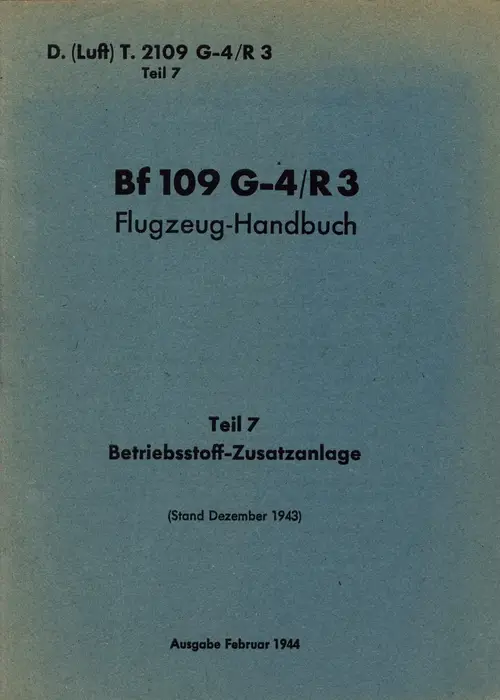 D. (Luft) T. 2109 G-4/R 3
Teil 7
Bf 109 G-4/R 3
Flugzeug-Handbuch
Teil 7
Betriebsstoff-Zusatzanlage
(Stand Dezember 1943)
Ausgabe Februar 1944